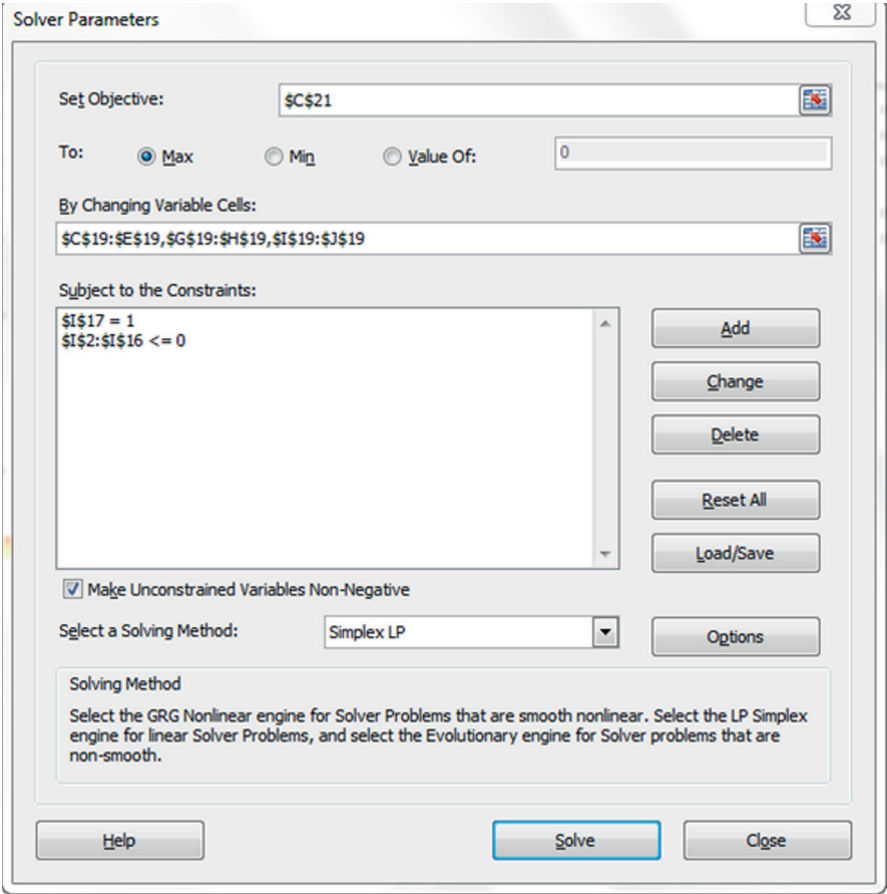 Solver Parameters
Set Objective:
$C$21
To:
Max
Min
Value Of:
0
By Changing Variable Cells:
$C$19:$E$19,$G$19:$H$19,$I$19:$J$19
Subject to the Constraints:
$I$17 = 1
$I$2:$I$16 <= 0
Add
Change
Delete
Reset All
Load/Save
Make Unconstrained Variables Non-Negative
Select a Solving Method:
Simplex LP
Options
Solving Method
Select the GRG Nonlinear engine for Solver Problems that are smooth nonlinear. Select the LP Simplex
engine for linear Solver Problems, and select the Evolutionary engine for Solver problems that are
non-smooth.
Help
Solve
Close